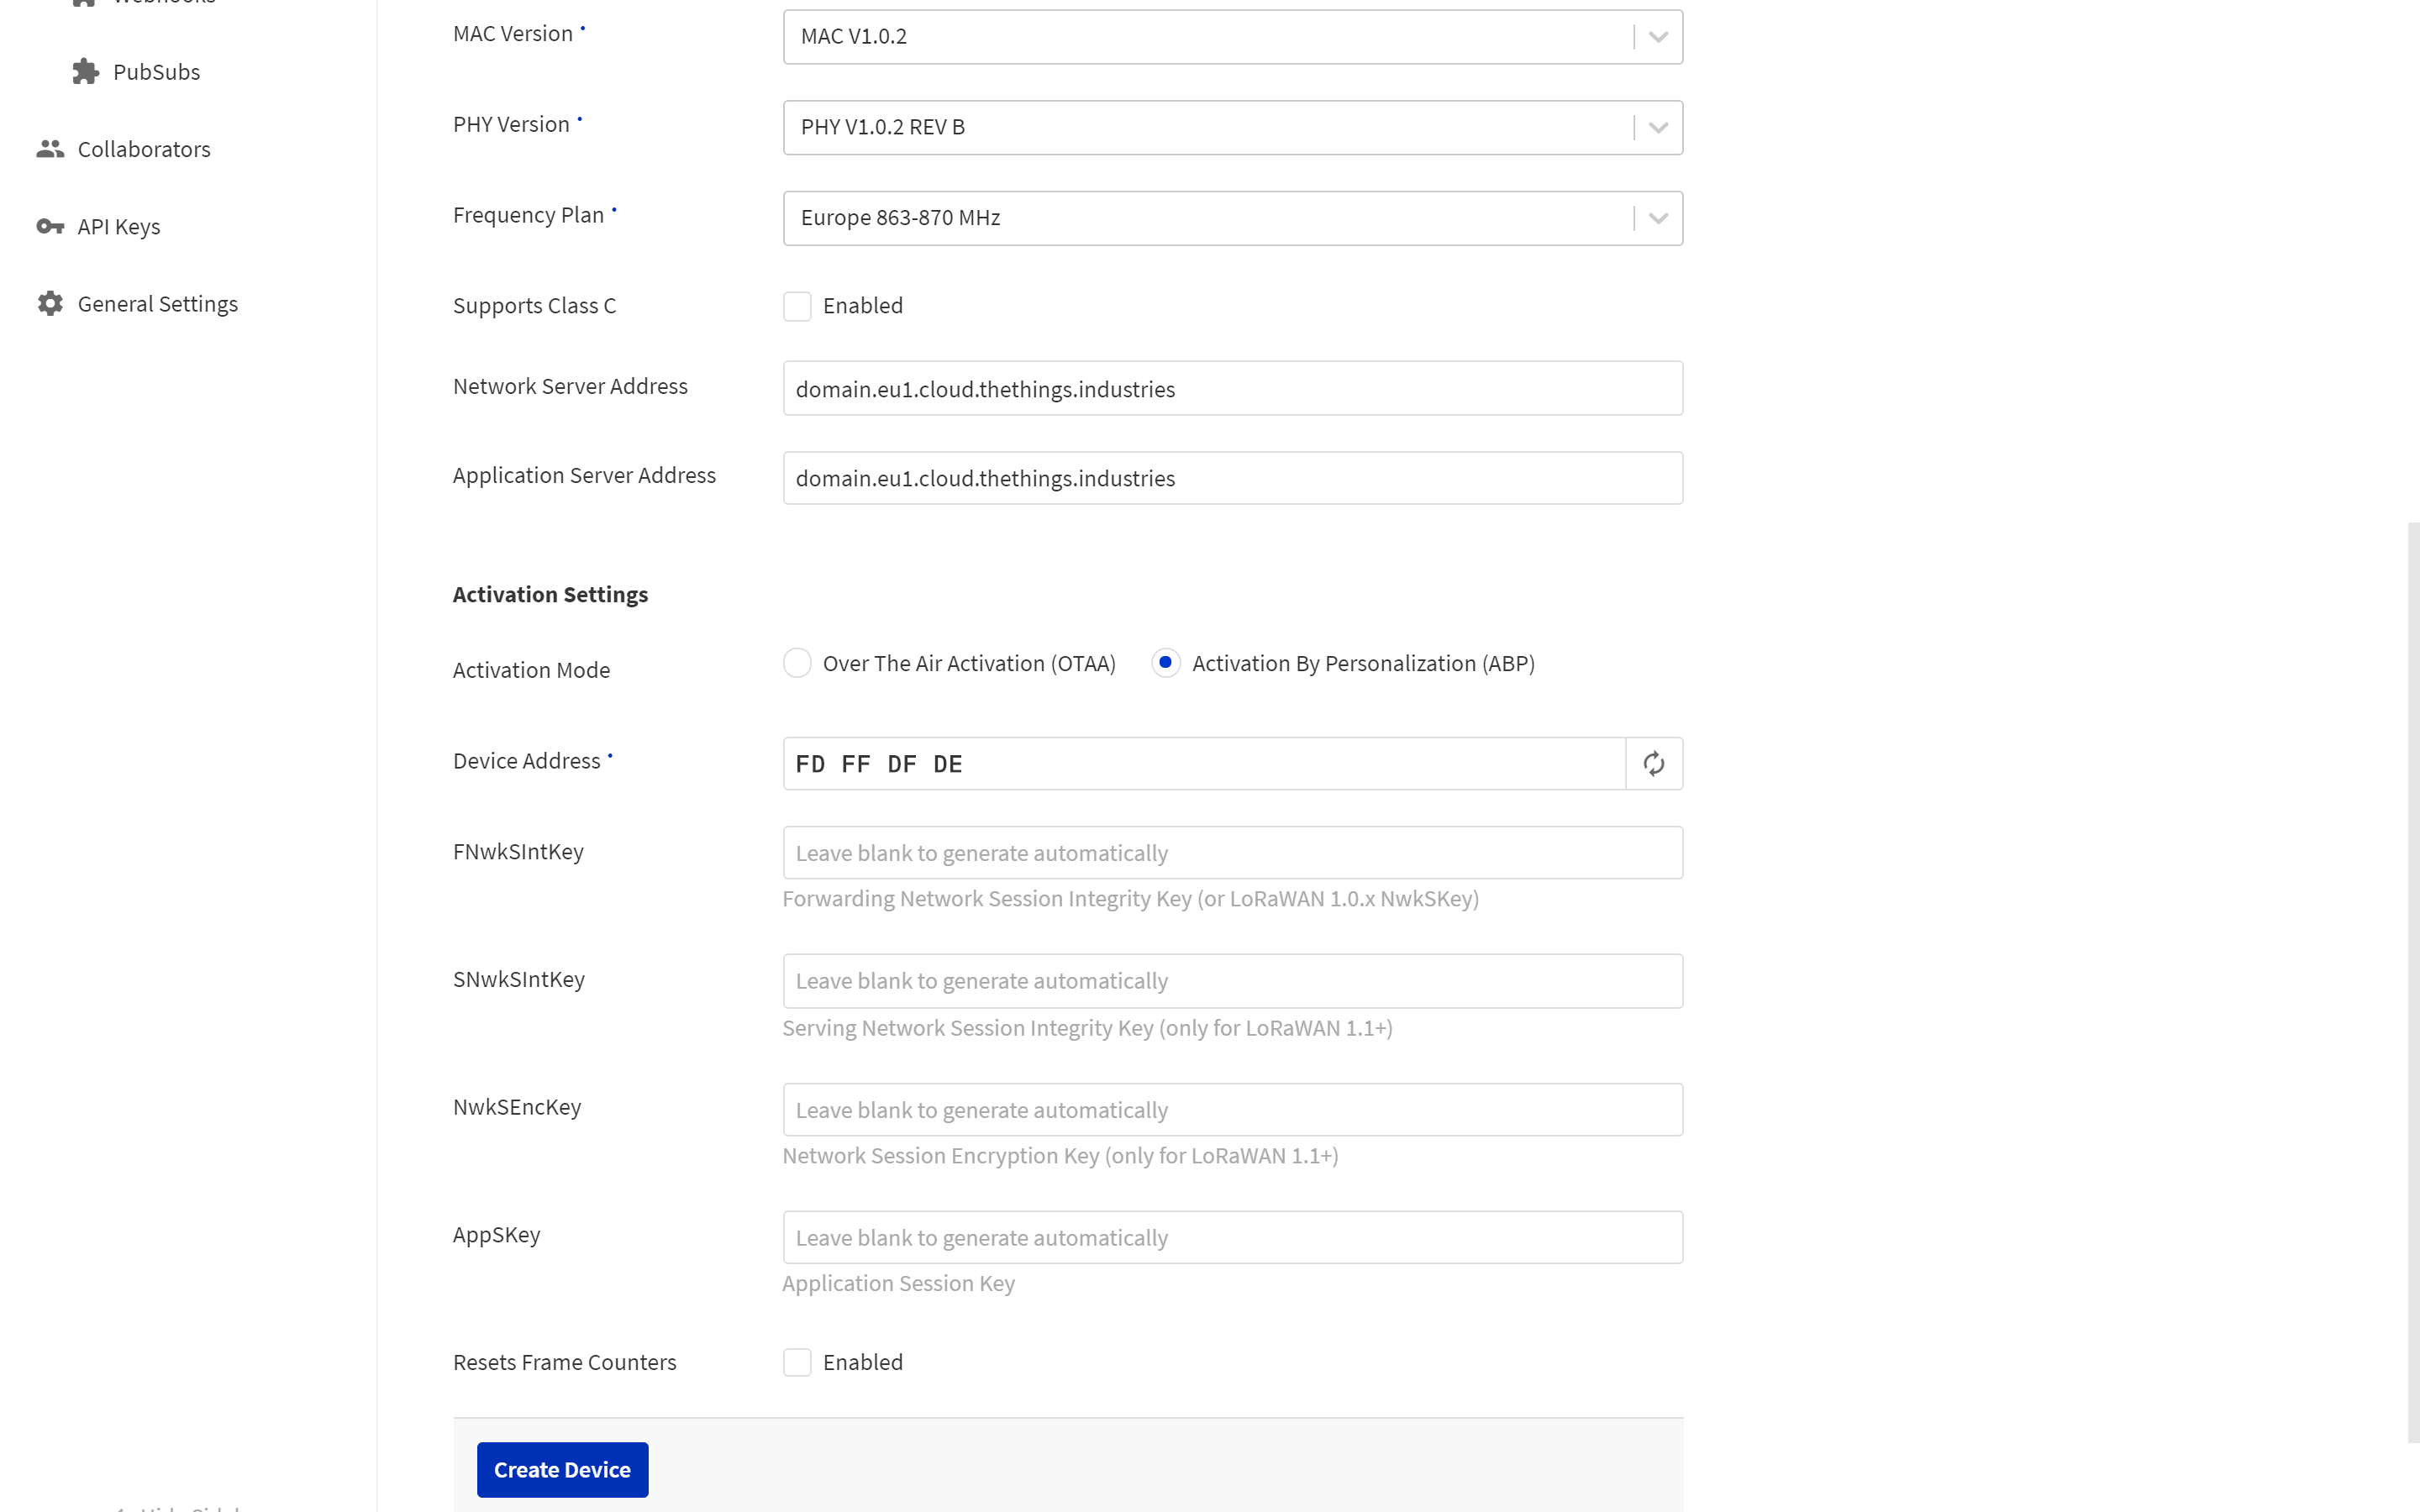 Webhooks
PubSubs
Collaborators
API Keys
General Settings
MAC Version
MAC V1.0.2
PHY Version
PHY V1.0.2 REV B
Frequency Plan
Europe 863-870 MHz
Supports Class C
Enabled
Network Server Address
domain.eu1.cloud.thethings.industries
Application Server Address
domain.eu1.cloud.thethings.industries
Activation Settings
Activation Mode
Over The Air Activation (OTAA)
Activation By Personalization (ABP)
Device Address
FD FF DF DE
FNwkSIntKey
Leave blank to generate automatically
Forwarding Network Session Integrity Key (or LoRaWAN 1.0.x NwkSKey)
SNwkSIntKey
Leave blank to generate automatically
Serving Network Session Integrity Key (only for LoRaWAN 1.1+)
NwkSEncKey
Leave blank to generate automatically
Network Session Encryption Key (only for LoRaWAN 1.1+)
AppSKey
Leave blank to generate automatically
Application Session Key
Resets Frame Counters
Enabled
Create Device